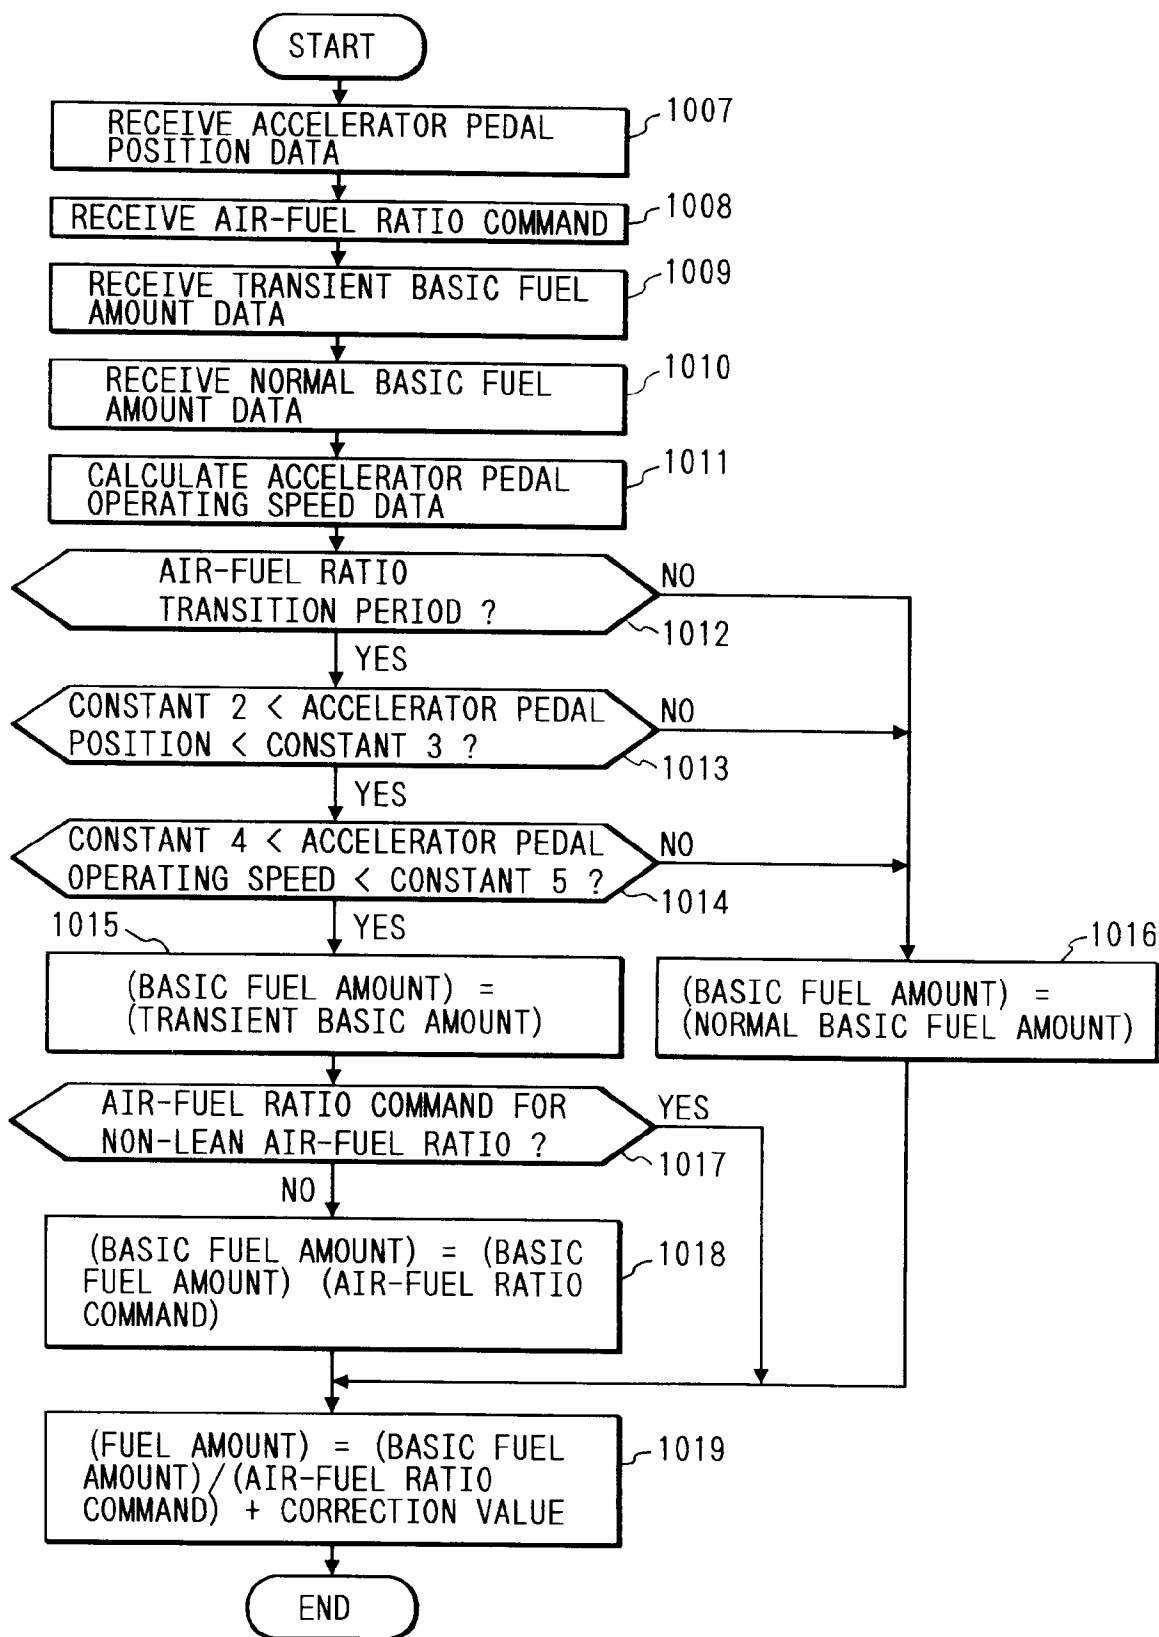 START
RECEIVE ACCELERATOR PEDAL
POSITION DATA
1007
RECEIVE AIR-FUEL RATIO COMMAND
1008
RECEIVE TRANSIENT BASIC FUEL
AMOUNT DATA
1009
RECEIVE NORMAL BASIC FUEL
AMOUNT DATA
1010
CALCULATE ACCELERATOR PEDAL
OPERATING SPEED DATA
1011
AIR-FUEL RATIO
TRANSITION PERIOD ?
NO
1012
YES
CONSTANT 2 < ACCELERATOR PEDAL
POSITION < CONSTANT 3 ?
NO
1013
YES
CONSTANT 4 < ACCELERATOR PEDAL
OPERATING SPEED < CONSTANT 5 ?
NO
1014
YES
1015
(BASIC FUEL AMOUNT) =
(TRANSIENT BASIC AMOUNT)
1016
(BASIC FUEL AMOUNT) =
(NORMAL BASIC FUEL AMOUNT)
AIR-FUEL RATIO COMMAND FOR
NON-LEAN AIR-FUEL RATIO ?
YES
1017
NO
(BASIC FUEL AMOUNT) = (BASIC
FUEL AMOUNT) (AIR-FUEL RATIO
COMMAND)
1018
(FUEL AMOUNT) = (BASIC FUEL
AMOUNT)/(AIR-FUEL RATIO
COMMAND) + CORRECTION VALUE
1019
END